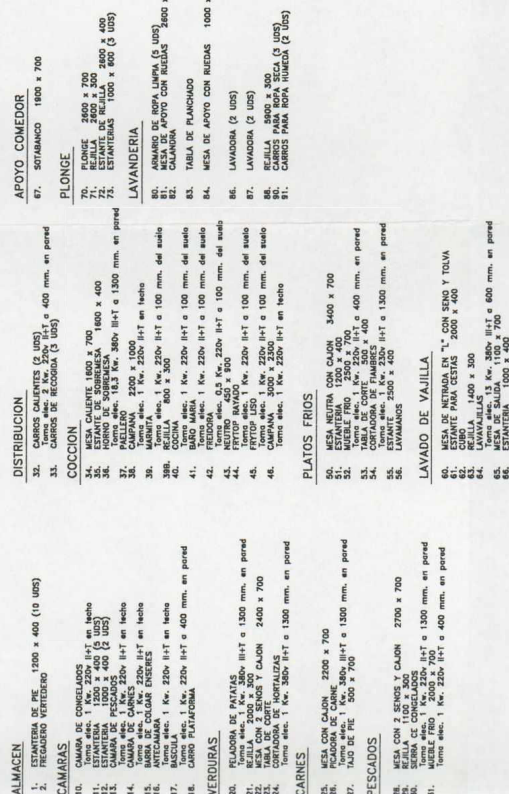 ALMACEN
1. ESTANTERIA DE PIE 1200 x 400 (10 UDS)
2. FREGADERO VERTEDERO
CAMARAS
10. CAMARA DE CONGELADOS
Toma elec. 1 Kw. 220v II+T en techo
11. ESTANTERIA 1200 x 400 (5 UDS)
12. ESTANTERIA 1000 x 400 (2 UDS)
13. CAMARA DE PESCADOS
Toma elec. 1 Kw. 220v II+T en techo
14. CAMARA DE CARNES
Toma elec. 1 Kw. 220v II+T en techo
15. BARRA DE COLGAR ENSERES
16. ANTECAMARA
Toma elec. 1 Kw. 220v II+T en techo
17. BASCULA
Toma elec. 1 Kw. 220v II+T a 400 mm. en pared
18. CARRO PLATAFORMA
VERDURAS
20. PELADORA DE PATATAS
Toma elec. 1 Kw. 380v III+T a 1300 mm. en pared
21. REJILLA 2000 x 300
22. MESA CON 2 SENOS Y CAJON 2400 x 700
23. TABLA DE CORTE
24. CORTADORA DE HORTALIZAS
Toma elec. 1 Kw. 380v II+T a 1300 mm. en pared
CARNES
25. MESA CON CAJON 2200 x 700
26. PICADORA DE CARNE
Toma elec. 1 Kw. 380v III+T a 1300 mm. en pared
27. TAJO DE PIE 500 x 700
PESCADOS
28. MESA CON 2 SENOS Y CAJON 2700 x 700
29. REJILLA 1100 x 300
30. SIERRA CE CONGELADOS
Toma elec. 1 Kw. 220v II+T a 1300 mm. en pared
31. MUEBLE FRIO 2000 x 700
Toma elec. 1 Kw. 220v II+T a 400 mm. en pared
DISTRIBUCION
32. CARROS CALIENTES (2 UDS)
Toma elec. 2 Kw. 220v II+T a 400 mm. en pared
33. CARROS DE RECOGIDA (3 UDS)
COCCION
34. MESA CALIENTE 1600 x 700
35. ESTANTE DE SOBREMESA 1600 x 400
36. HORNO DE SOBREMESA
Toma elec. 6,3 Kw. 380v III+T a 1300 mm. en pared
37. PAELLERO
38. CAMPANA 2200 x 1000
Toma elec. 1 Kw. 220v II+T en techo
39. MARMITA
Toma elec. 1 Kw. 220v II+T a 100 mm. del suelo
39B. REJILLA 800 x 300
40. COCINA
Toma elec. 1 Kw. 220v II+T a 100 mm. del suelo
41. BAÑO MARIA
Toma elec. 1 Kw. 220v II+T a 100 mm. del suelo
42. FREIDORA
Toma elec. 0,5 Kw. 220v II+T a 100 mm. del suelo
43. NEUTRO 450 x 900
44. FRYTOP RAYADO
Toma elec. 1 Kw. 220v II+T a 100 mm. del suelo
45. FRYTOP LISO
Toma elec. 1 Kw. 220v II+T a 100 mm. del suelo
46. CAMPANA 3000 x 2300
Toma elec. 1 Kw. 220v II+T en techo
PLATOS FRIOS
50. MESA NEUTRA CON CAJON 3400 x 700
51. ESTANTE 1200 x 400
52. MUEBLE FRIO 2500 x 700
Toma elec. 1 Kw. 220v II+T a 400 mm. en pared
53. TABLA CORTE 500 x 400
54. CORTADORA DE FIAMBRES
Toma elec. 1 Kw. 230v II+T a 1300 mm. en pared
55. ESTANTE 2500 x 400
56. LAVAMANOS
LAVADO DE VAJILLA
60. MESA DE NETRADA EN "L" CON SENO Y TOLVA
61. ESTANTE PARA CESTAS 2000 x 400
62. CUBO
63. REJILLA 1400 x 300
64. LAVAVAJILLAS
Toma elec. 13 Kw. 380v III+T a 600 mm. en pared
65. MESA DE SALIDA 1100 x 700
66. ESTANTERIA 1000 x 400
APOYO COMEDOR
67. SOTABANCO 1900 x 700
PLONGE
70. PLONGE 2600 x 700
71. REJILLA 2600 x 300
72. ESTANTE DE REJILLA 2600 x 400
73. ESTANTERIAS 1000 x 600 (3 UDS)
LAVANDERIA
80. ARMARIO DE ROPA LIMPIA (5 UDS)
81. MESA DE APOYO CON RUEDAS 2600 x
82. CALANDRA
83. TABLA DE PLANCHADO
84. MESA DE APOYO CON RUEDAS 1000 x
86. LAVADORA (2 UDS)
87. LAVADORA (2 UDS)
88. REJILLA 5900 x 300
90. CARROS PARA ROPA SECA (3 UDS)
91. CARROS PARA ROPA HUMEDA (2 UDS)